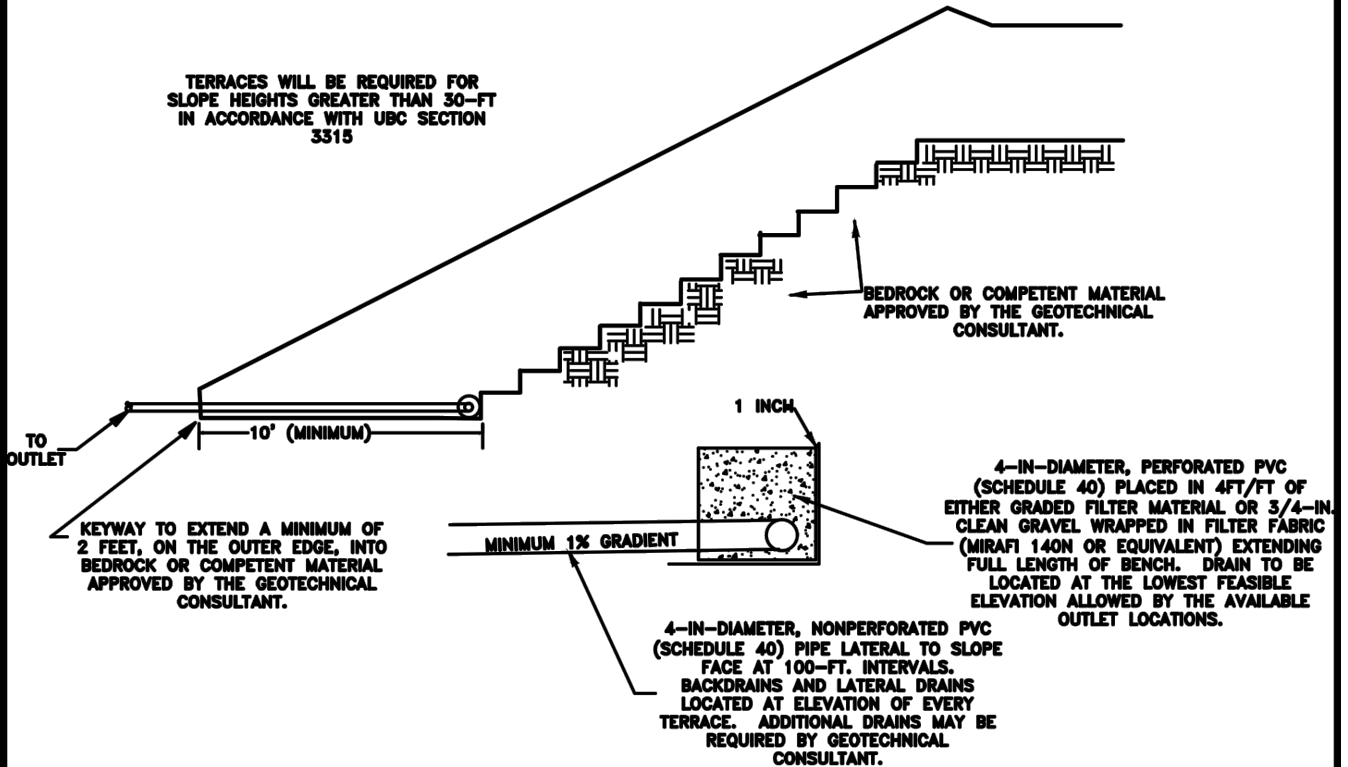 TERRACES WILL BE REQUIRED FOR
SLOPE HEIGHTS GREATER THAN 30-FT
IN ACCORDANCE WITH UBC SECTION
3315
BEDROCK OR COMPETENT MATERIAL
APPROVED BY THE GEOTECHNICAL
CONSULTANT.
TO
OUTLET
10' (MINIMUM)
KEYWAY TO EXTEND A MINIMUM OF
2 FEET, ON THE OUTER EDGE, INTO
BEDROCK OR COMPETENT MATERIAL
APPROVED BY THE GEOTECHNICAL
CONSULTANT.
1 INCH
MINIMUM 1% GRADIENT
4-IN-DIAMETER, PERFORATED PVC
(SCHEDULE 40) PLACED IN 4FT/FT OF
EITHER GRADED FILTER MATERIAL OR 3/4-IN.
CLEAN GRAVEL WRAPPED IN FILTER FABRIC
(MIRAFI 140N OR EQUIVALENT) EXTENDING
FULL LENGTH OF BENCH. DRAIN TO BE
LOCATED AT THE LOWEST FEASIBLE
ELEVATION ALLOWED BY THE AVAILABLE
OUTLET LOCATIONS.
4-IN-DIAMETER, NONPERFORATED PVC
(SCHEDULE 40) PIPE LATERAL TO SLOPE
FACE AT 100-FT. INTERVALS.
BACKDRAINS AND LATERAL DRAINS
LOCATED AT ELEVATION OF EVERY
TERRACE. ADDITIONAL DRAINS MAY BE
REQUIRED BY GEOTECHNICAL
CONSULTANT.